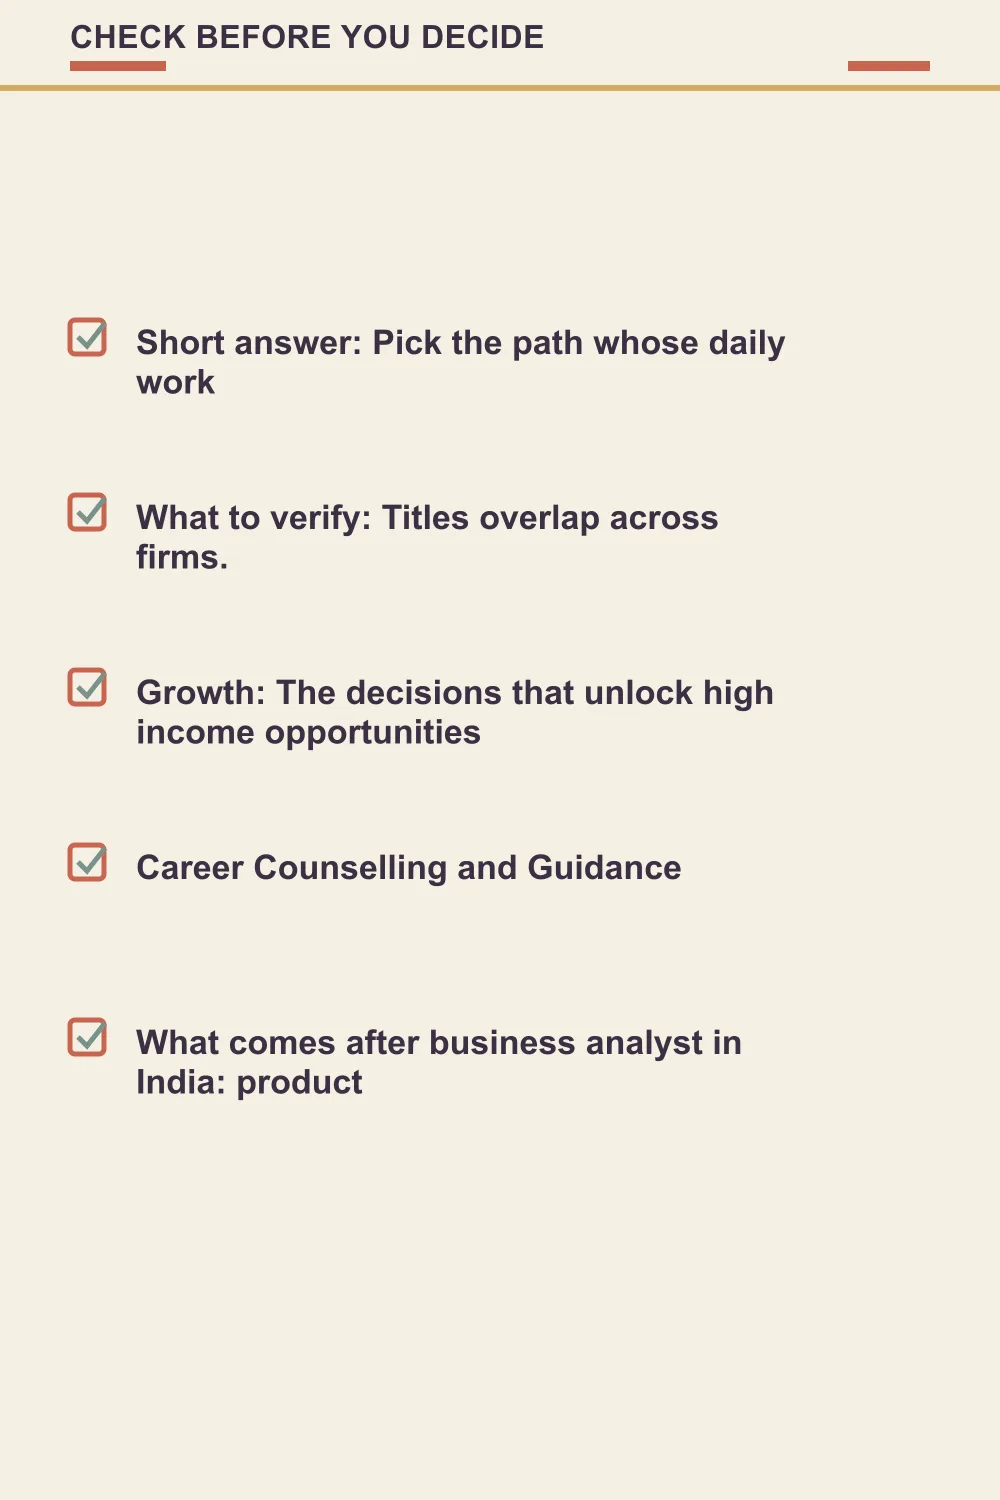 CHECK BEFORE YOU DECIDE
Short answer: Pick the path whose daily
work
What to verify: Titles overlap across
firms.
Growth: The decisions that unlock high
income opportunities
Career Counselling and Guidance
What comes after business analyst in
India: product